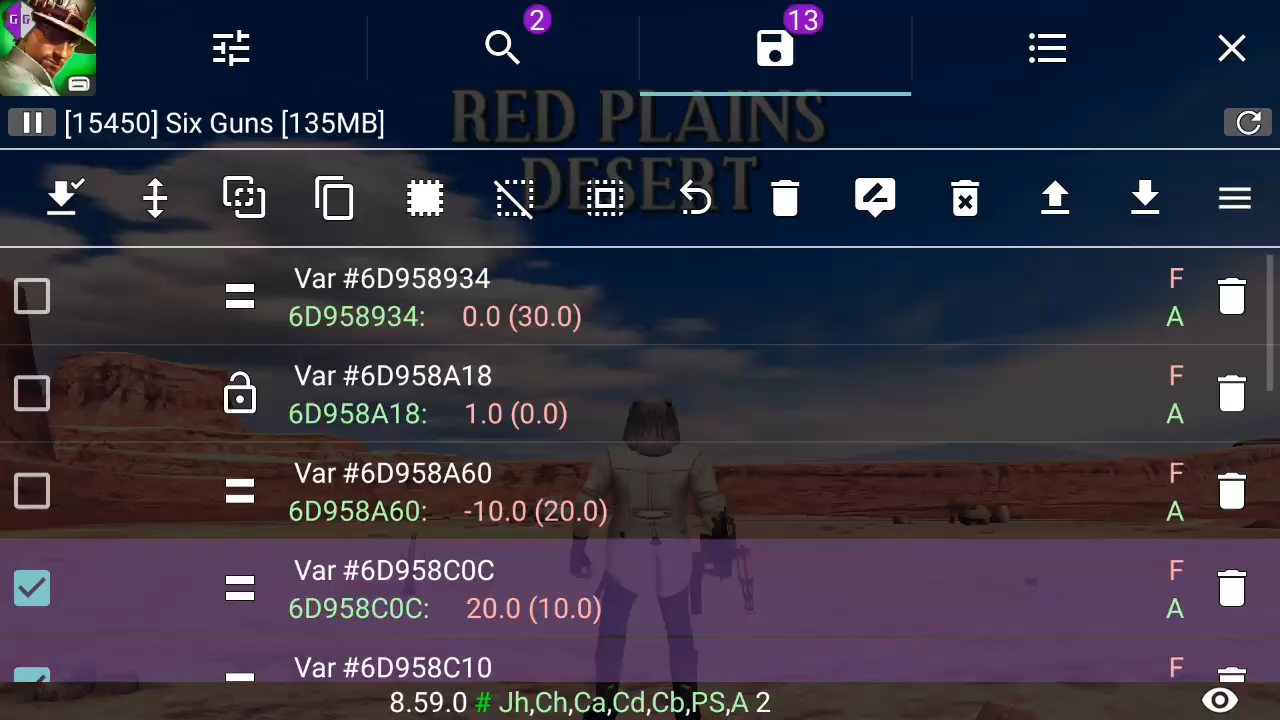 G G
2
13
[15450] Six Guns [135MB]
RED PLAINS
DESERT
Var #6D958934
6D958934: 0.0 (30.0)
F
A
Var #6D958A18
6D958A18: 1.0 (0.0)
F
A
Var #6D958A60
6D958A60: -10.0 (20.0)
F
A
Var #6D958C0C
6D958C0C: 20.0 (10.0)
F
A
Var #6D958C10
F
8.59.0 # Jh,Ch,Ca,Cd,Cb,PS,A 2